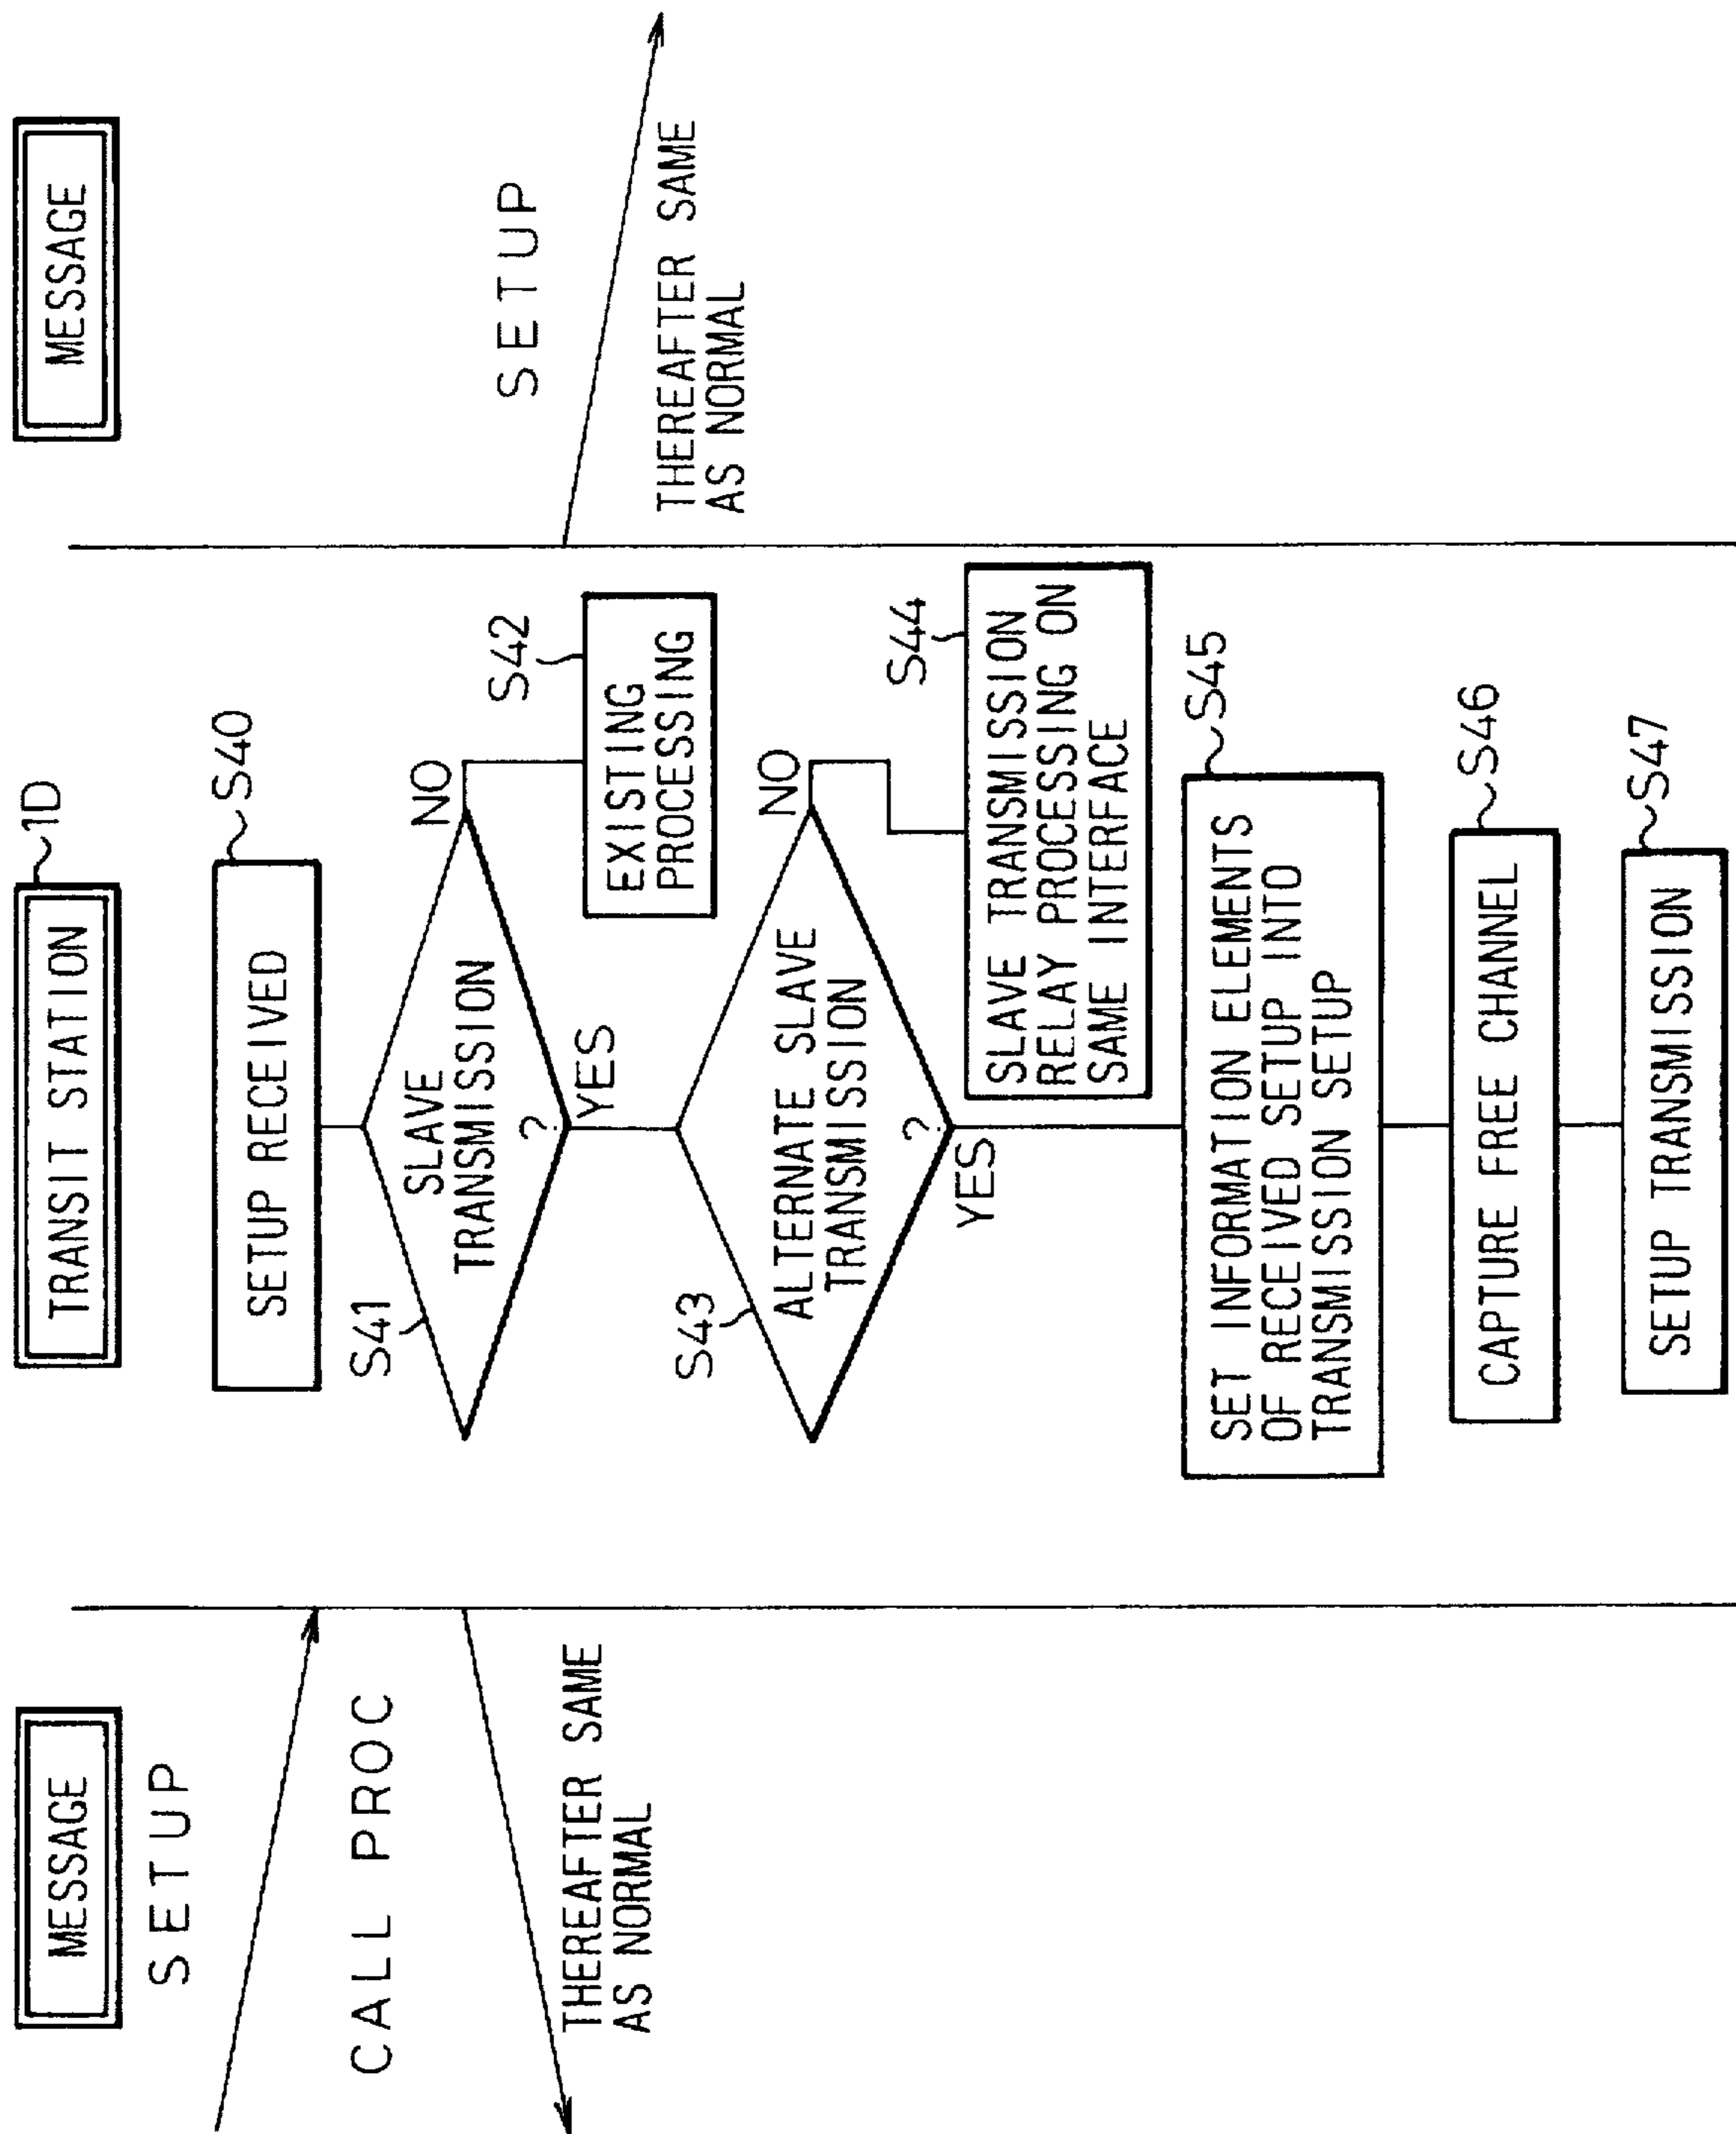 MESSAGE
TRANSIT STATION
1D
MESSAGE
SETUP
CALL PROC
THEREAFTER SAME
AS NORMAL
SETUP RECEIVED
S40
S41
SLAVE
TRANSMISSION
?
NO
YES
S42
EXISTING
PROCESSING
S43
ALTERNATE SLAVE
TRANSMISSION
?
NO
YES
S44
SLAVE TRANSMISSION
RELAY PROCESSING ON
SAME INTERFACE
S45
SET INFORMATION ELEMENTS
OF RECEIVED SETUP INTO
TRANSMISSION SETUP
S46
CAPTURE FREE CHANNEL
S47
SETUP TRANSMISSION
SETUP
THEREAFTER SAME
AS NORMAL